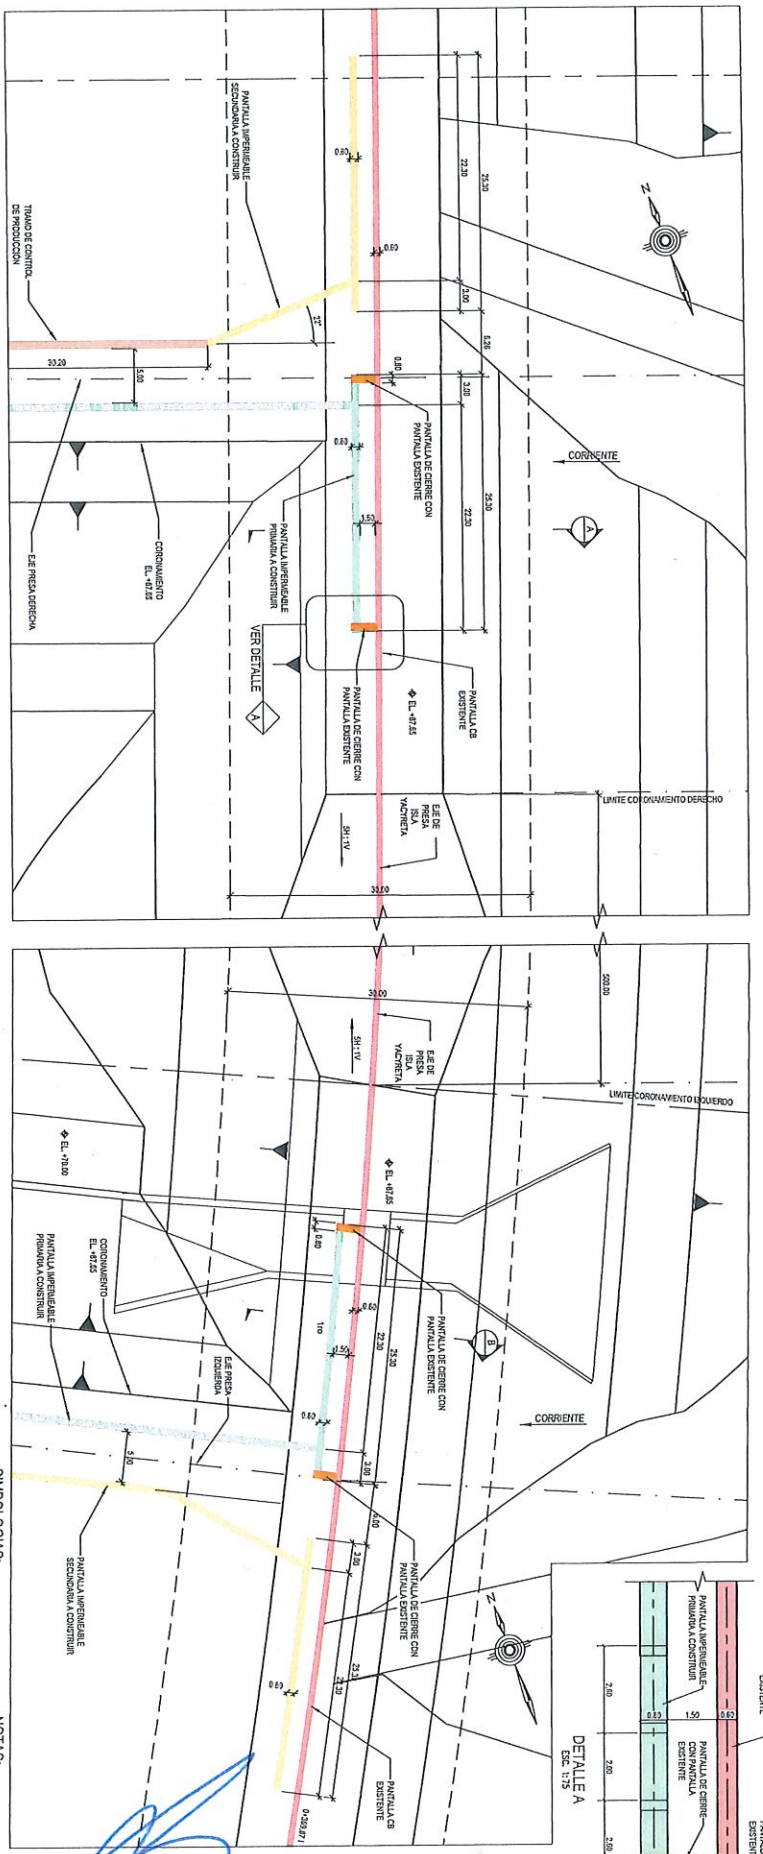 PANTALLA IMPERMEABLE
SECUNDARIA A CONSTRUIR
TRAMO DE CONTROL
DE PRODUCCIÓN
0.80
0.60
22.30
25.30
3.00
22°
30.20
5.00
0.80
3.00
N
PANTALLA DE CIERRE CON
PANTALLA EXISTENTE
CORRIENTE
A
0.80
1.50
22.30
25.30
PANTALLA IMPERMEABLE
PRIMARIA A CONSTRUIR
CORONAMIENTO
EL. +87.65
EJE PRESA DERECHA
VER DETALLE
A
PANTALLA DE CIERRE CON
PANTALLA EXISTENTE
PANTALLA CB
EXISTENTE
EL. +87.65
LIMITE CORONAMIENTO DERECHO
EJE DE
PRESA
ISLA
YACYRETA
5H:1V
30.00
500.00
30.00
EJE DE
PRESA
ISLA
YACYRETA
5H:1V
LIMITE CORONAMIENTO IZQUIERDO
EL. +70.00
EL. +87.65
0.80
CORONAMIENTO
EL. +87.65
PANTALLA IMPERMEABLE
PRIMARIA A CONSTRUIR
EJE PRESA
IZQUIERDA
1.50
0.60
22.30
25.30
PANTALLA DE CIERRE CON
PANTALLA EXISTENTE
B
CORRIENTE
0.80
3.00
6.00
5.00
PANTALLA DE CIERRE CON
PANTALLA EXISTENTE
3.00
N
PANTALLA IMPERMEABLE
SECUNDARIA A CONSTRUIR
0.80
PANTALLA CB
EXISTENTE
PANTALLA IMPERMEABLE
PRIMARIA A CONSTRUIR
0.80
1.50
0.60
PANTALLA DE CIERRE
CON PANTALLA
EXISTENTE
2.60
2.00
2.60
DETALLE A
ESC. 1:75